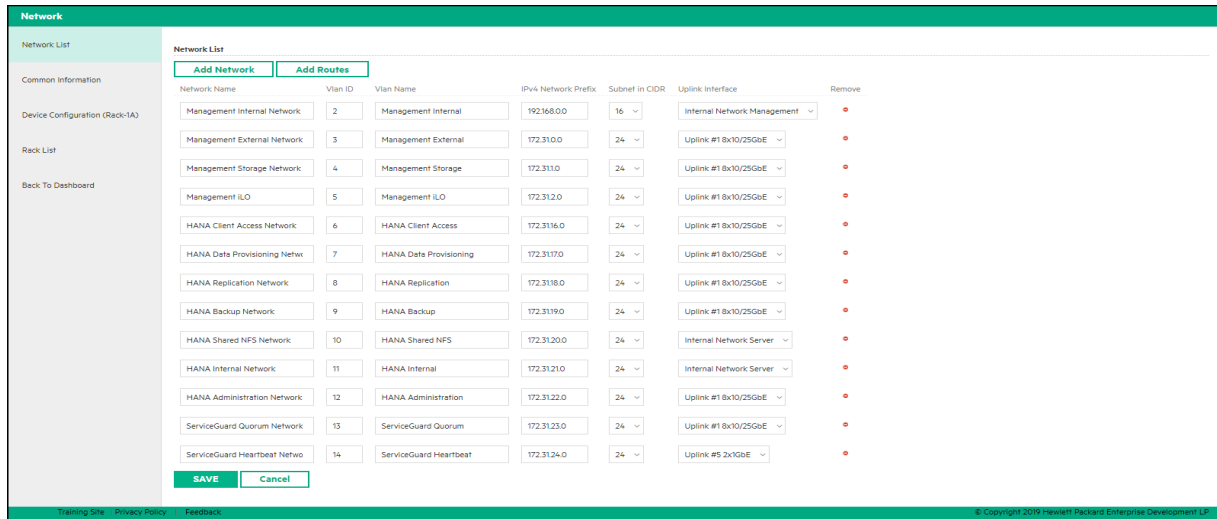 Network
Network List
Common Information
Device Configuration (Rack-1A)
Rack List
Back To Dashboard
Network List
Add Network Add Routes
Network Name Vlan ID Vlan Name IPv4 Network Prefix Subnet in CIDR Uplink Interface Remove
Management Internal Network 2 Management Internal 192.168.0.0 16 Internal Network Management
Management External Network 3 Management External 172.31.0.0 24 Uplink #1 8x10/25GbE
Management Storage Network 4 Management Storage 172.31.1.0 24 Uplink #1 8x10/25GbE
Management iLO 5 Management iLO 172.31.2.0 24 Uplink #1 8x10/25GbE
HANA Client Access Network 6 HANA Client Access 172.31.16.0 24 Uplink #1 8x10/25GbE
HANA Data Provisioning Netwo 7 HANA Data Provisioning 172.31.17.0 24 Uplink #1 8x10/25GbE
HANA Replication Network 8 HANA Replication 172.31.18.0 24 Uplink #1 8x10/25GbE
HANA Backup Network 9 HANA Backup 172.31.19.0 24 Uplink #1 8x10/25GbE
HANA Shared NFS Network 10 HANA Shared NFS 172.31.20.0 24 Internal Network Server
HANA Internal Network 11 HANA Internal 172.31.21.0 24 Internal Network Server
HANA Administration Network 12 HANA Administration 172.31.22.0 24 Uplink #1 8x10/25GbE
ServiceGuard Quorum Network 13 ServiceGuard Quorum 172.31.23.0 24 Uplink #1 8x10/25GbE
ServiceGuard Heartbeat Netwo 14 ServiceGuard Heartbeat 172.31.24.0 24 Uplink #5 2x1GbE
SAVE Cancel
Training Site Privacy Policy Feedback © Copyright 2019 Hewlett Packard Enterprise Development LP